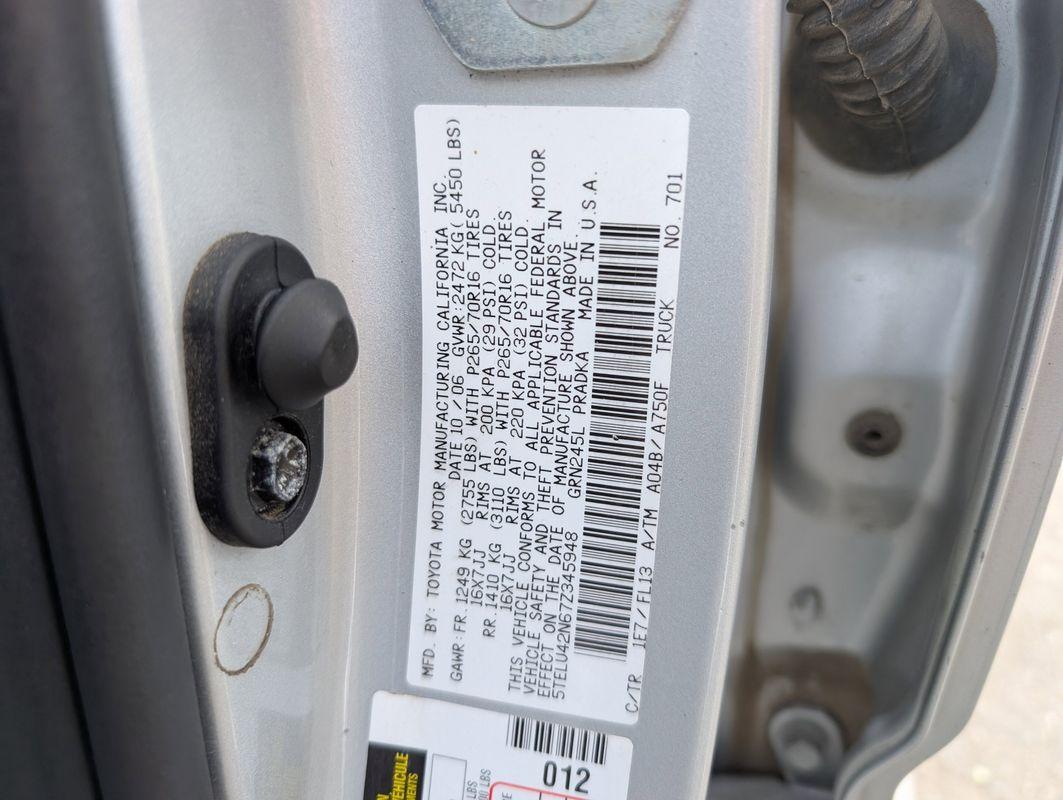 MFD. BY: TOYOTA MOTOR MANUFACTURING CALIFORNIA INC.
DATE 10/06 GVWR:2472 KG( 5450 LBS)
GAWR: FR.1249 KG (2755 LBS) WITH P265/70R16 TIRES
16X7JJ RIMS AT 200 KPA (29 PSI) COLD.
RR.1410 KG (3110 LBS) WITH P265/70R16 TIRES
16X7JJ RIMS AT 220 KPA (32 PSI) COLD.
THIS VEHICLE CONFORMS TO ALL APPLICABLE FEDERAL MOTOR
VEHICLE SAFETY AND THEFT PREVENTION STANDARDS IN
EFFECT ON THE DATE OF MANUFACTURE SHOWN ABOVE.
5TELU42N67Z345948 GRN245L PRADKA MADE IN U.S.A.
C/TR 1E7/FL13 A/TM A04B/A750F TRUCK NO. 701
012
VÉHICULE
LBS
LBS